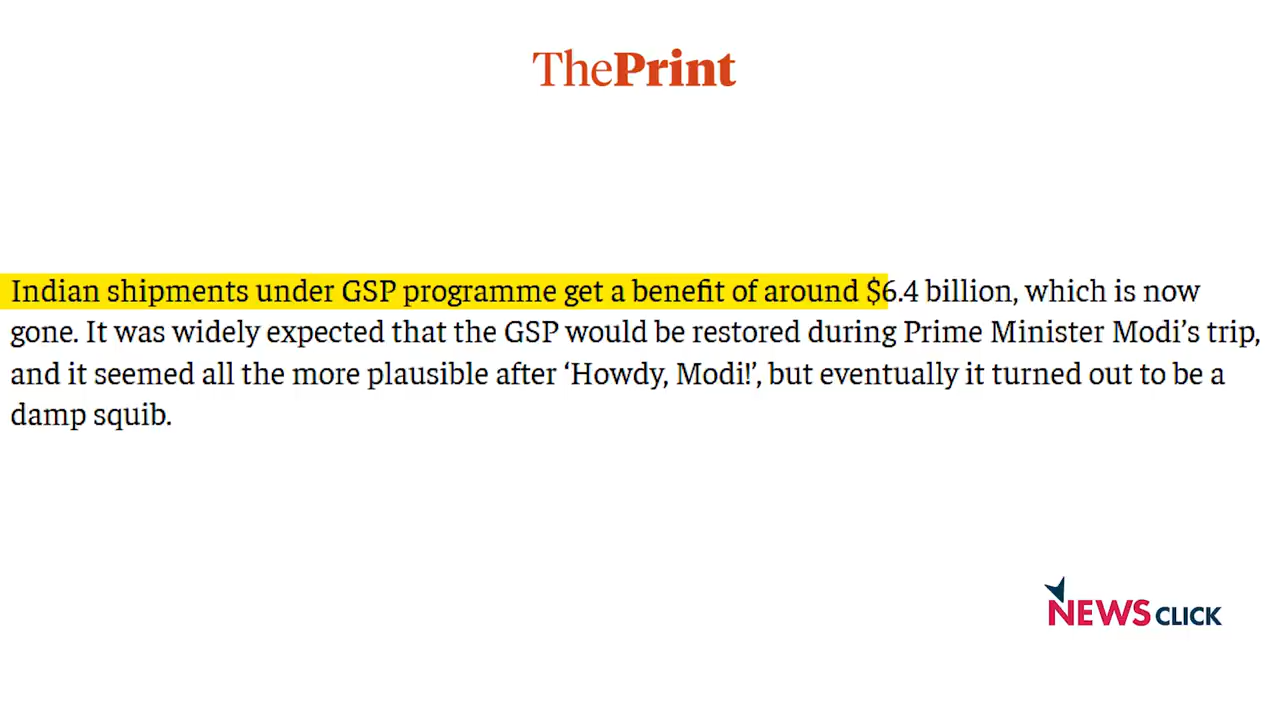 ThePrint
Indian shipments under GSP programme get a benefit of around $6.4 billion, which is now
gone. It was widely expected that the GSP would be restored during Prime Minister Modi’s trip,
and it seemed all the more plausible after ‘Howdy, Modi!’, but eventually it turned out to be a
damp squib.
NEWSCLICK